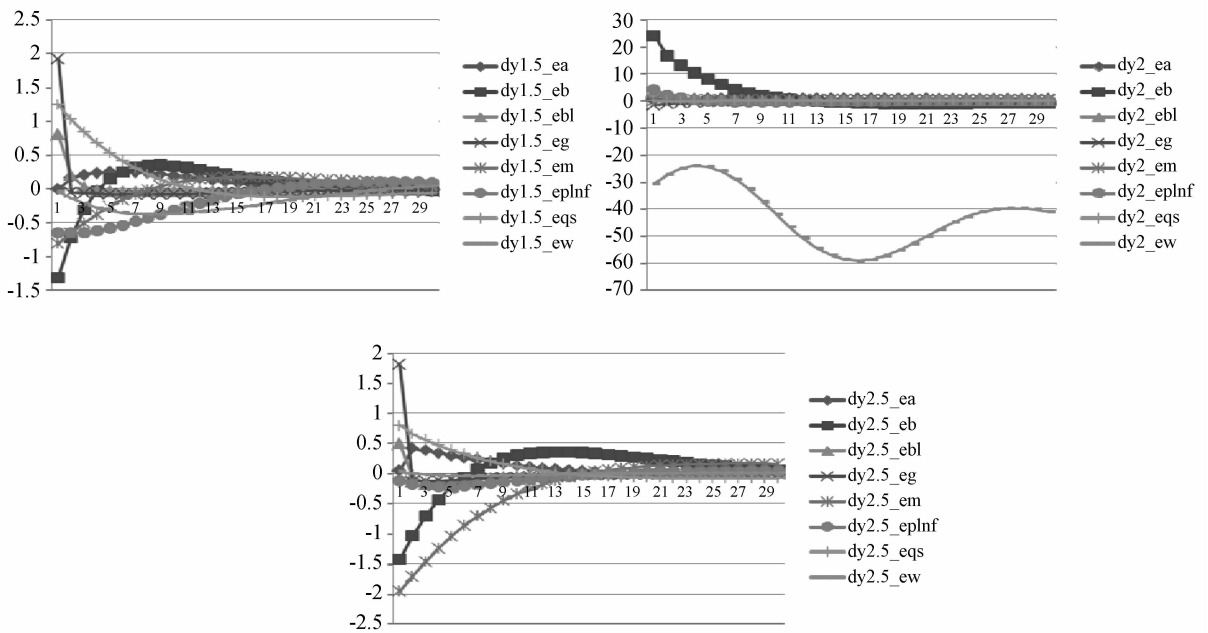 2.5
2
1.5
1
0.5
0
-0.5
-1
-1.5
1 3 5 7 9 11 13 15 17 19 21 23 25 27 29
dy1.5_ea
dy1.5_eb
dy1.5_ebl
dy1.5_eg
dy1.5_em
dy1.5_eplnf
dy1.5_eqs
dy1.5_ew
30
20
10
0
-10
-20
-30
-40
-50
-60
-70
1 3 5 7 9 11 13 15 17 19 21 23 25 27 29
dy2_ea
dy2_eb
dy2_ebl
dy2_eg
dy2_em
dy2_eplnf
dy2_eqs
dy2_ew
2
1.5
1
0.5
0
-0.5
-1
-1.5
-2
-2.5
1 3 5 7 9 11 13 15 17 19 21 23 25 27 29
dy2.5_ea
dy2.5_eb
dy2.5_ebl
dy2.5_eg
dy2.5_em
dy2.5_eplnf
dy2.5_eqs
dy2.5_ew